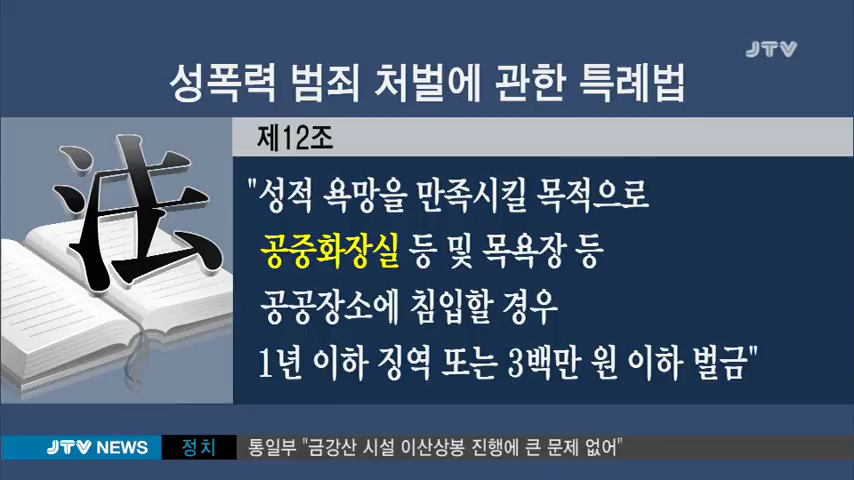 JTV
성폭력 범죄 처벌에 관한 특례법
法
제12조
"성적 욕망을 만족시킬 목적으로
공중화장실 등 및 목욕장 등
공공장소에 침입할 경우
1년 이하 징역 또는 3백만 원 이하 벌금"
JTV NEWS 정치 통일부 "금강산 시설 이산상봉 진행에 큰 문제 없어"